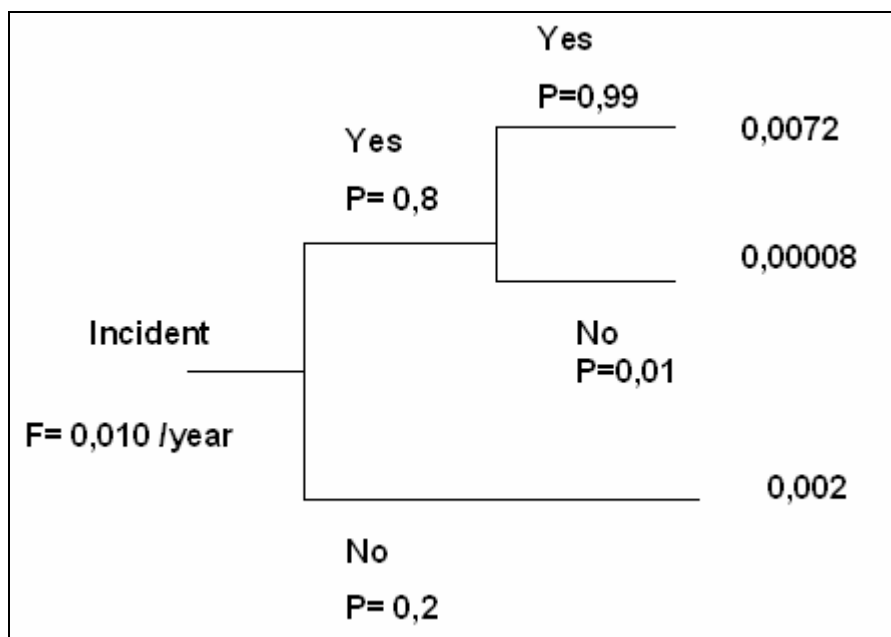 Yes
P=0,99
0,0072
Yes
P= 0,8
0,00008
Incident
No
P=0,01
F= 0,010 /year
0,002
No
P= 0,2